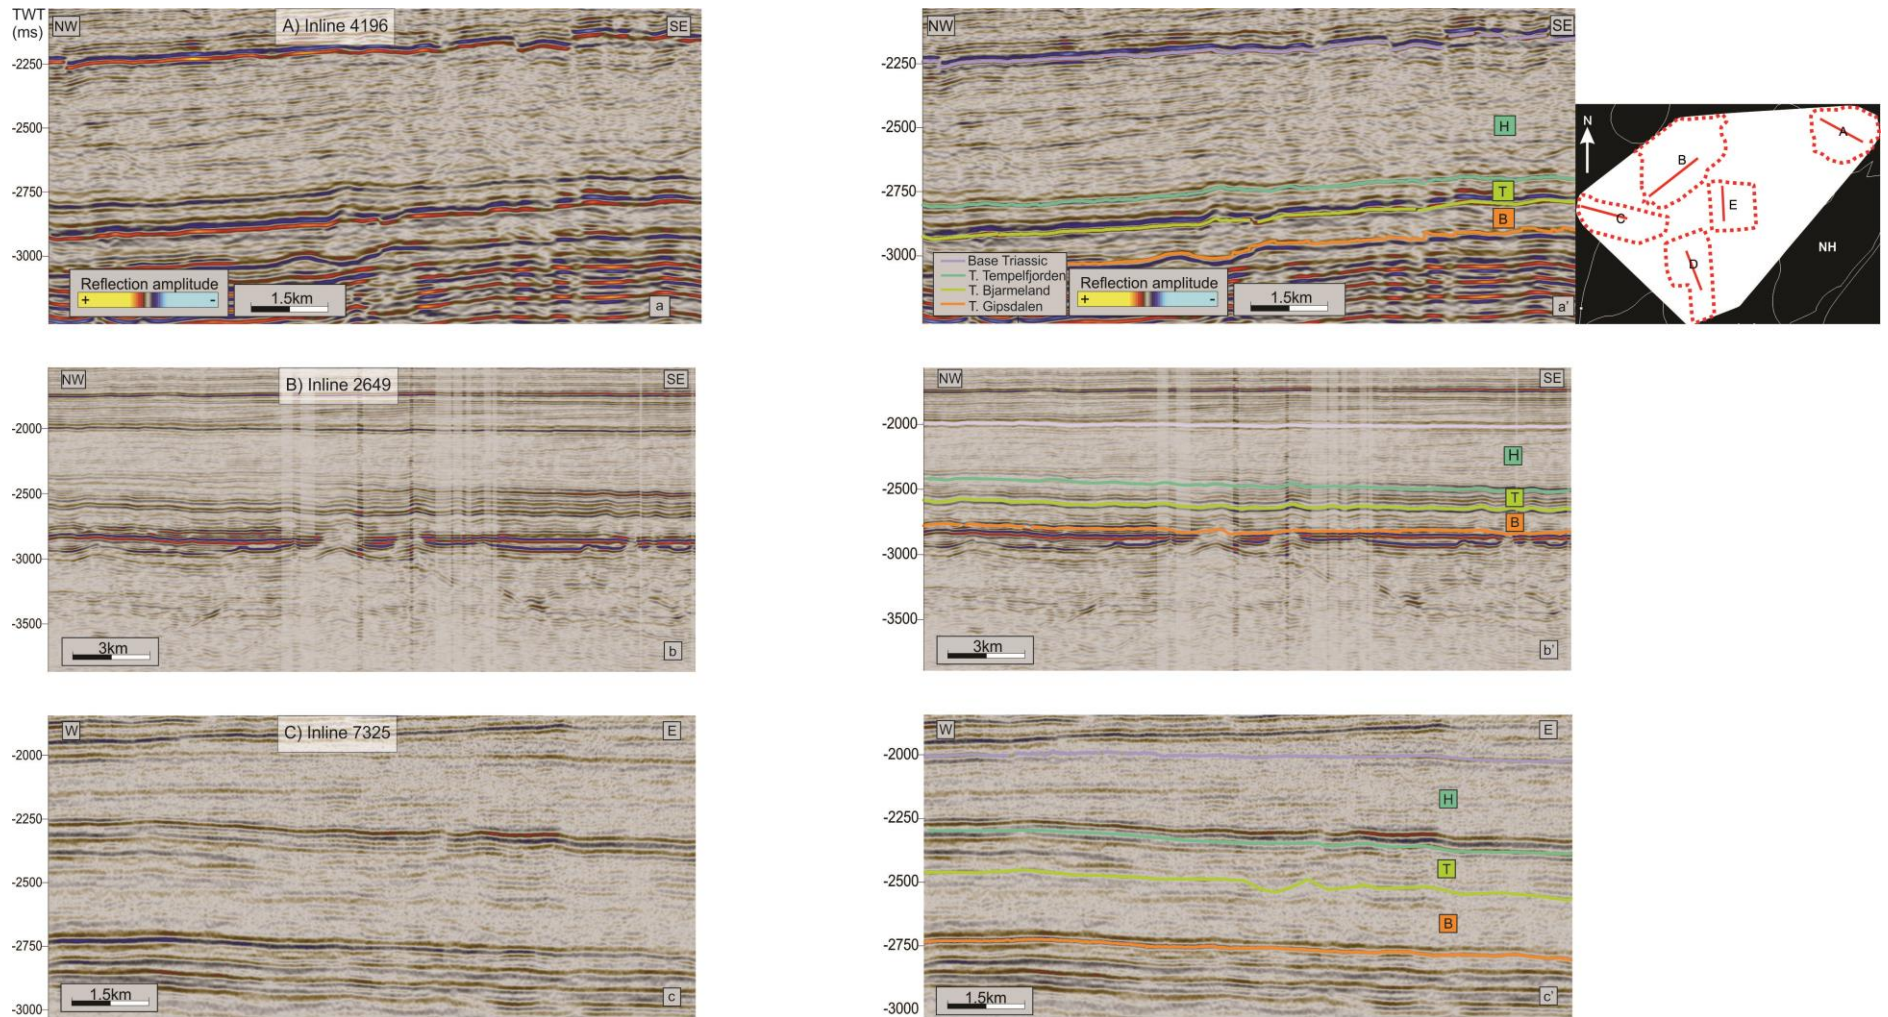 TWT
(ms)
NW
A) Inline 4196
SE
-2250
-2500
-2750
-3000
Reflection amplitude
+
-
1.5km
a
NW
SE
-2250
-2500
-2750
-3000
H
T
B
Base Triassic
T. Tempelfjorden
T. Bjarmeland
T. Gipsdalen
Reflection amplitude
+
-
1.5km
a'
N
A
B
C
E
D
NH
NW
B) Inline 2649
SE
-2000
-2500
-3000
-3500
3km
b
NW
SE
-2000
-2500
-3000
-3500
H
T
B
3km
b'
W
C) Inline 7325
E
-2000
-2250
-2500
-2750
-3000
1.5km
c
W
E
-2000
-2250
-2500
-2750
-3000
H
T
B
1.5km
c'